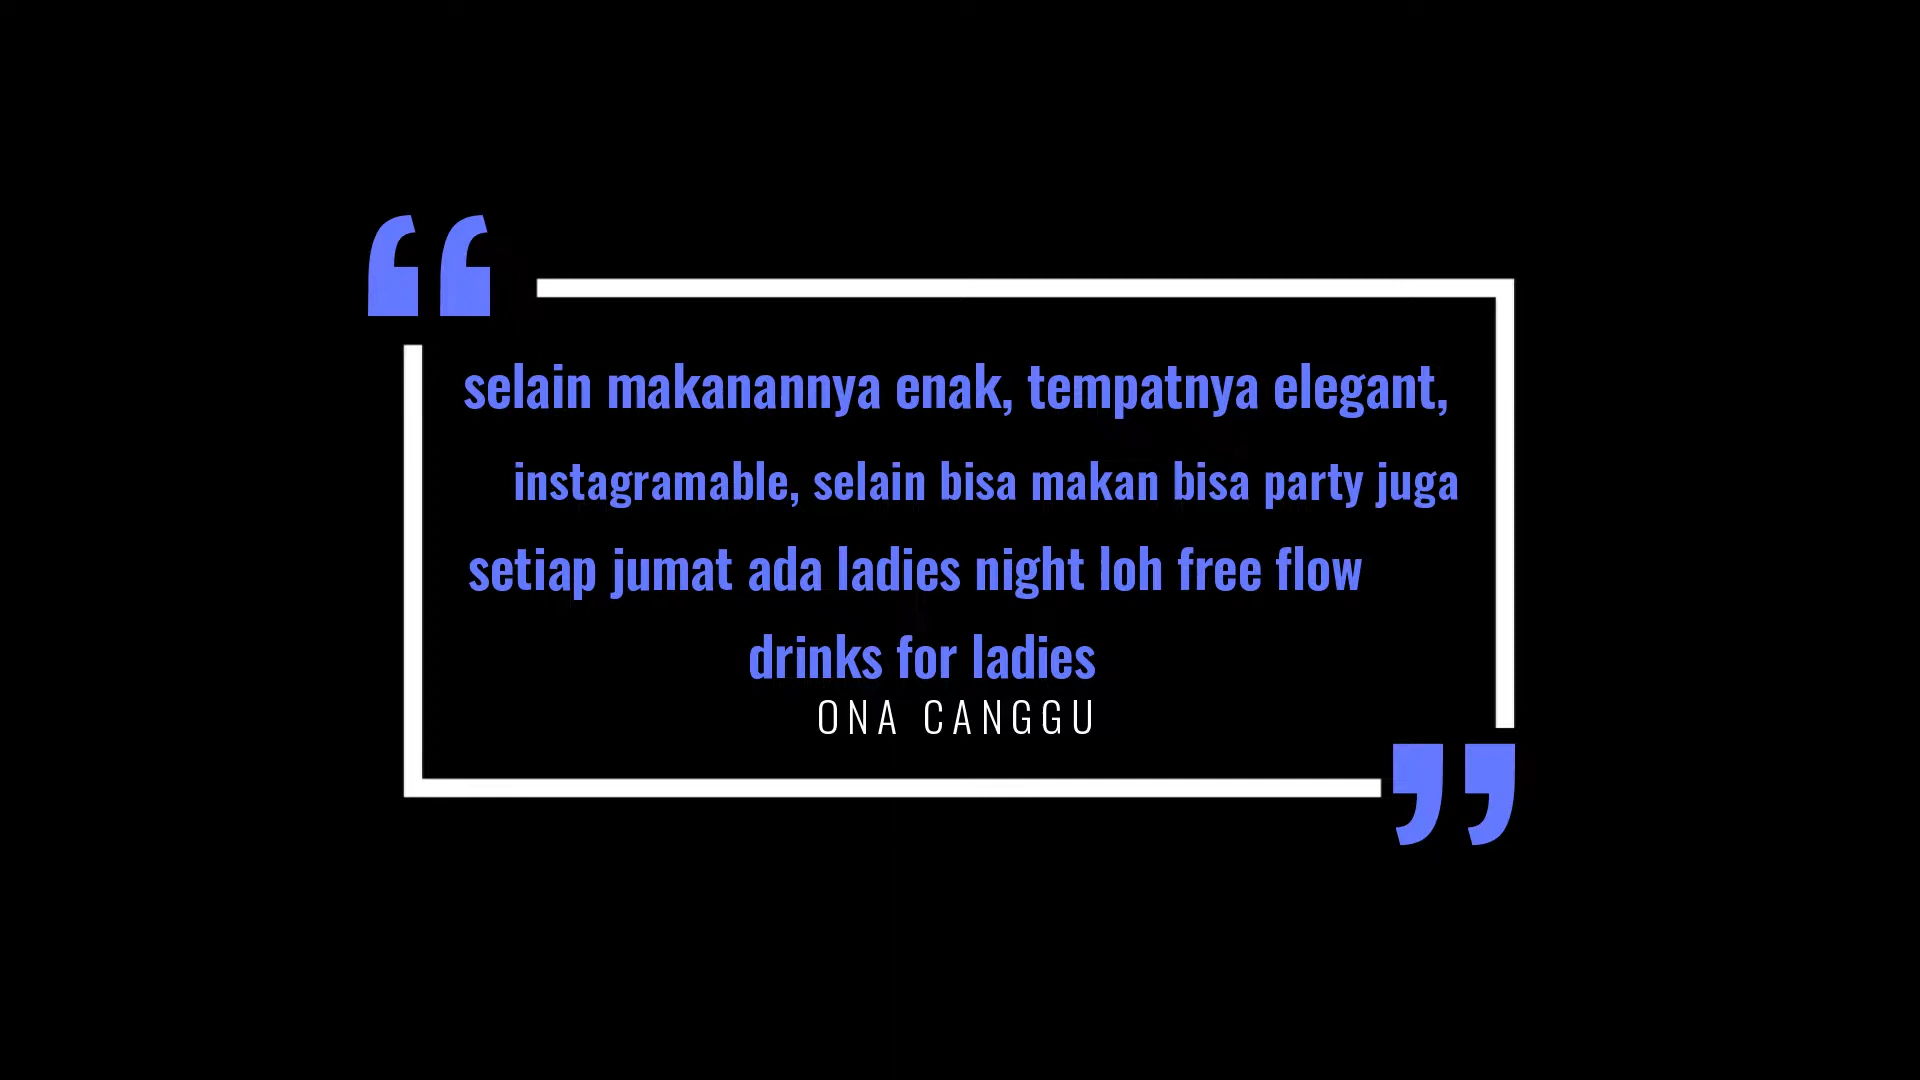 selain makanannya enak, tempatnya elegant,
instagramable, selain bisa makan bisa party juga
setiap jumat ada ladies night loh free flow
drinks for ladies
ONA CANGGU